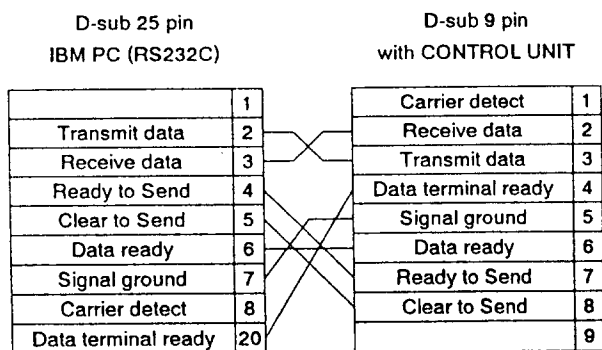 D-sub 25 pin
IBM PC (RS232C)
1
Transmit data 2
Receive data 3
Ready to Send 4
Clear to Send 5
Data ready 6
Signal ground 7
Carrier detect 8
Data terminal ready 20
D-sub 9 pin
with CONTROL UNIT
Carrier detect 1
Receive data 2
Transmit data 3
Data terminal ready 4
Signal ground 5
Data ready 6
Ready to Send 7
Clear to Send 8
9